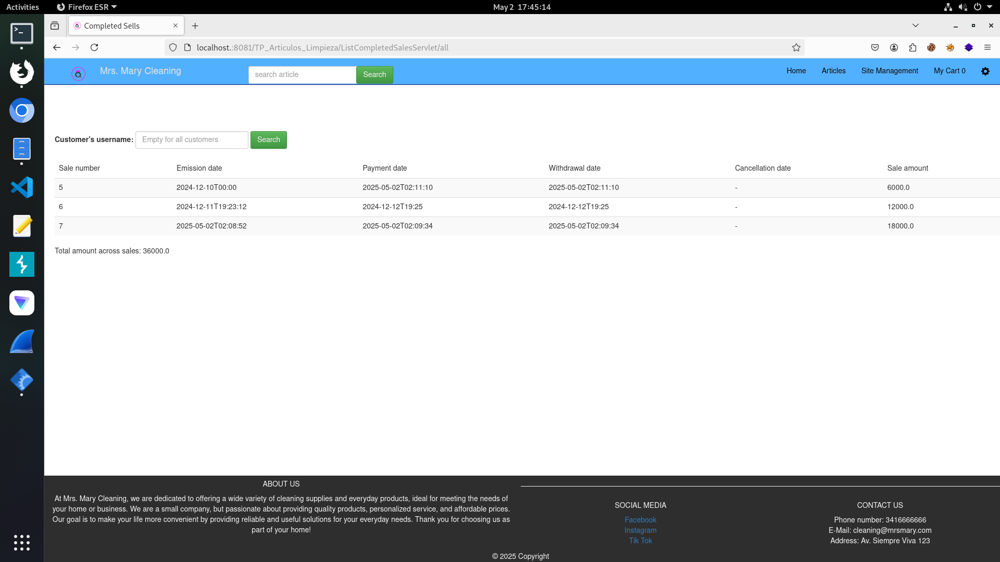 Activities
Firefox ESR
May 2 17:45:14
Completed Sells
localhost.:8081/TP_Articulos_Limpieza/ListCompletedSalesServlet/all
Mrs. Mary Cleaning
search article
Search
Home
Articles
Site Management
My Cart 0
Customer's username:
Empty for all customers
Search
Sale number Emission date Payment date Withdrawal date Cancellation date Sale amount
5 2024-12-10T00:00 2025-05-02T02:11:10 2025-05-02T02:11:10 - 6000.0
6 2024-12-11T19:23:12 2024-12-12T19:25 2024-12-12T19:25 - 12000.0
7 2025-05-02T02:08:52 2025-05-02T02:09:34 2025-05-02T02:09:34 - 18000.0
Total amount across sales: 36000.0
ABOUT US
At Mrs. Mary Cleaning, we are dedicated to offering a wide variety of cleaning supplies and everyday products, ideal for meeting the needs of
your home or business. We are a small company, but passionate about providing quality products, personalized service, and affordable prices.
Our goal is to make your life more convenient by providing reliable and useful solutions for your everyday needs. Thank you for choosing us as
part of your home!
SOCIAL MEDIA
Facebook
Instagram
Tik Tok
CONTACT US
Phone number: 3416666666
E-Mail: cleaning@mrsmary.com
Address: Av. Siempre Viva 123
© 2025 Copyright